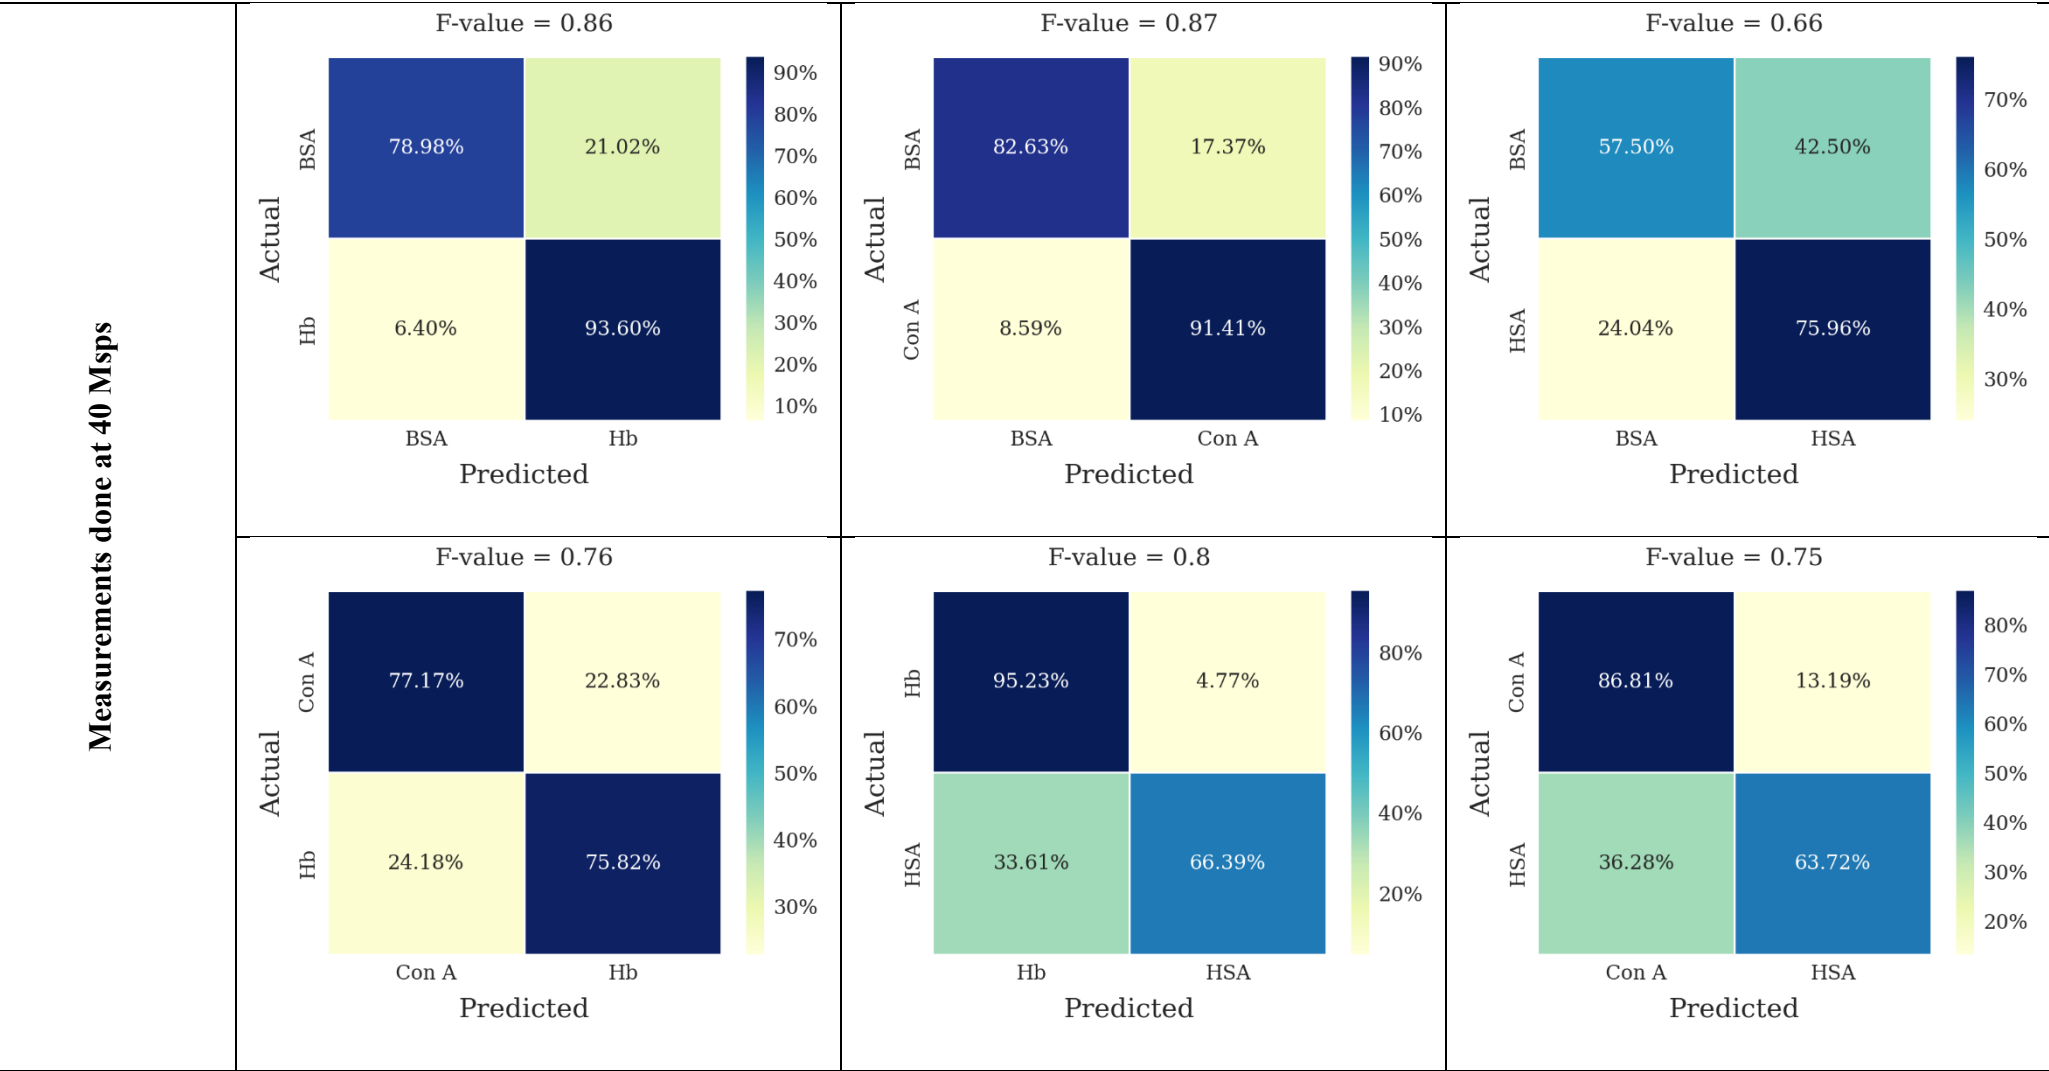 Measurements done at 40 Msps
F-value = 0.86
90%
80%
70%
60%
50%
40%
30%
20%
10%
Actual
BSA
78.98%
21.02%
Hb
6.40%
93.60%
BSA
Hb
Predicted
F-value = 0.87
90%
80%
70%
60%
50%
40%
30%
20%
10%
Actual
BSA
82.63%
17.37%
Con A
8.59%
91.41%
BSA
Con A
Predicted
F-value = 0.66
70%
60%
50%
40%
30%
Actual
BSA
57.50%
42.50%
HSA
24.04%
75.96%
BSA
HSA
Predicted
F-value = 0.76
70%
60%
50%
40%
30%
Actual
Con A
77.17%
22.83%
Hb
24.18%
75.82%
Con A
Hb
Predicted
F-value = 0.8
80%
60%
40%
20%
Actual
Hb
95.23%
4.77%
HSA
33.61%
66.39%
Hb
HSA
Predicted
F-value = 0.75
80%
70%
60%
50%
40%
30%
20%
Actual
Con A
86.81%
13.19%
HSA
36.28%
63.72%
Con A
HSA
Predicted